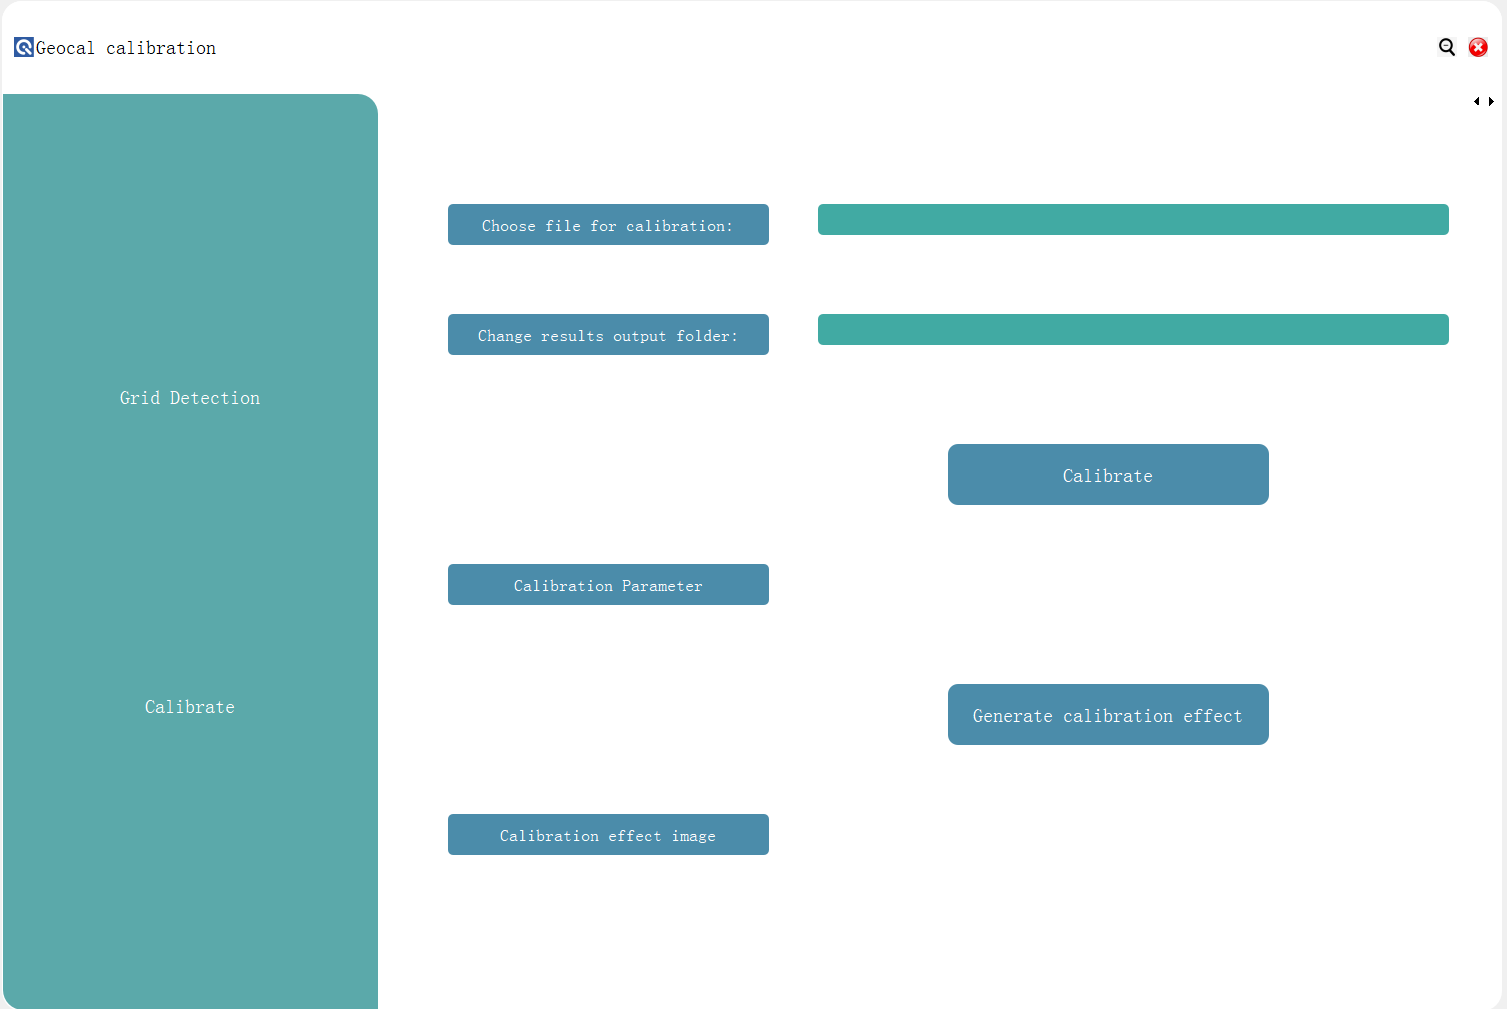 Geocal calibration
Choose file for calibration:
Change results output folder:
Grid Detection
Calibrate
Calibration Parameter
Calibrate
Generate calibration effect
Calibration effect image